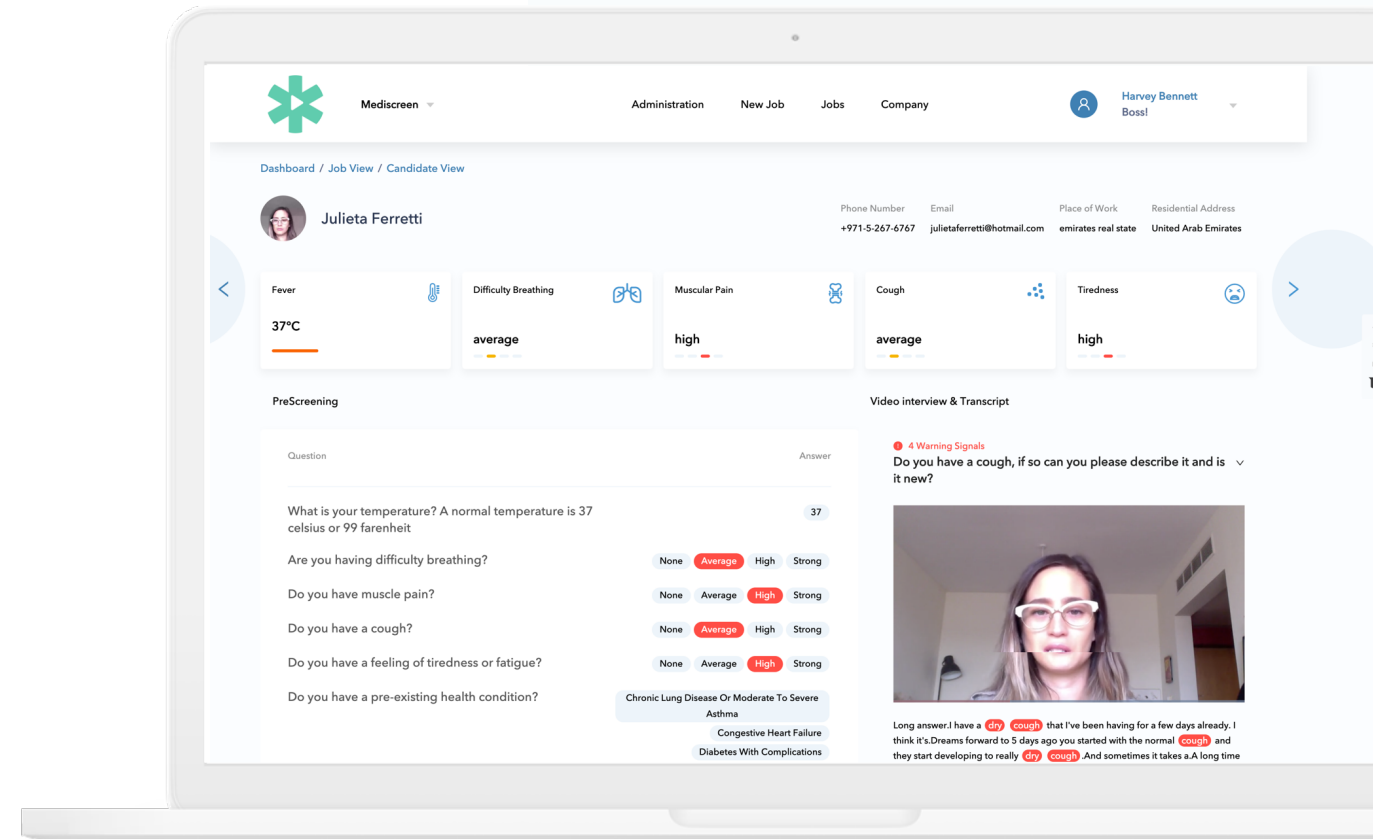 Mediscreen
Administration
New Job
Jobs
Company
Harvey Bennett
Boss!
Dashboard / Job View / Candidate View
Julieta Ferretti
Phone Number
+971-5-267-6767
Email
julietaferretti@hotmail.com
Place of Work
emirates real state
Residential Address
United Arab Emirates
Fever
37°C
Difficulty Breathing
average
Muscular Pain
high
Cough
average
Tiredness
high
PreScreening
Question
Answer
What is your temperature? A normal temperature is 37
celsius or 99 farenheit
37
Are you having difficulty breathing?
None Average High Strong
Do you have muscle pain?
None Average High Strong
Do you have a cough?
None Average High Strong
Do you have a feeling of tiredness or fatigue?
None Average High Strong
Do you have a pre-existing health condition?
Chronic Lung Disease Or Moderate To Severe
Asthma
Congestive Heart Failure
Diabetes With Complications
Video interview & Transcript
4 Warning Signals
Do you have a cough, if so can you please describe it and is
it new?
Long answer.I have a dry cough that I've been having for a few days already. I
think it's.Dreams forward to 5 days ago you started with the normal cough and
they start developing to really dry cough .And sometimes it takes a.A long time